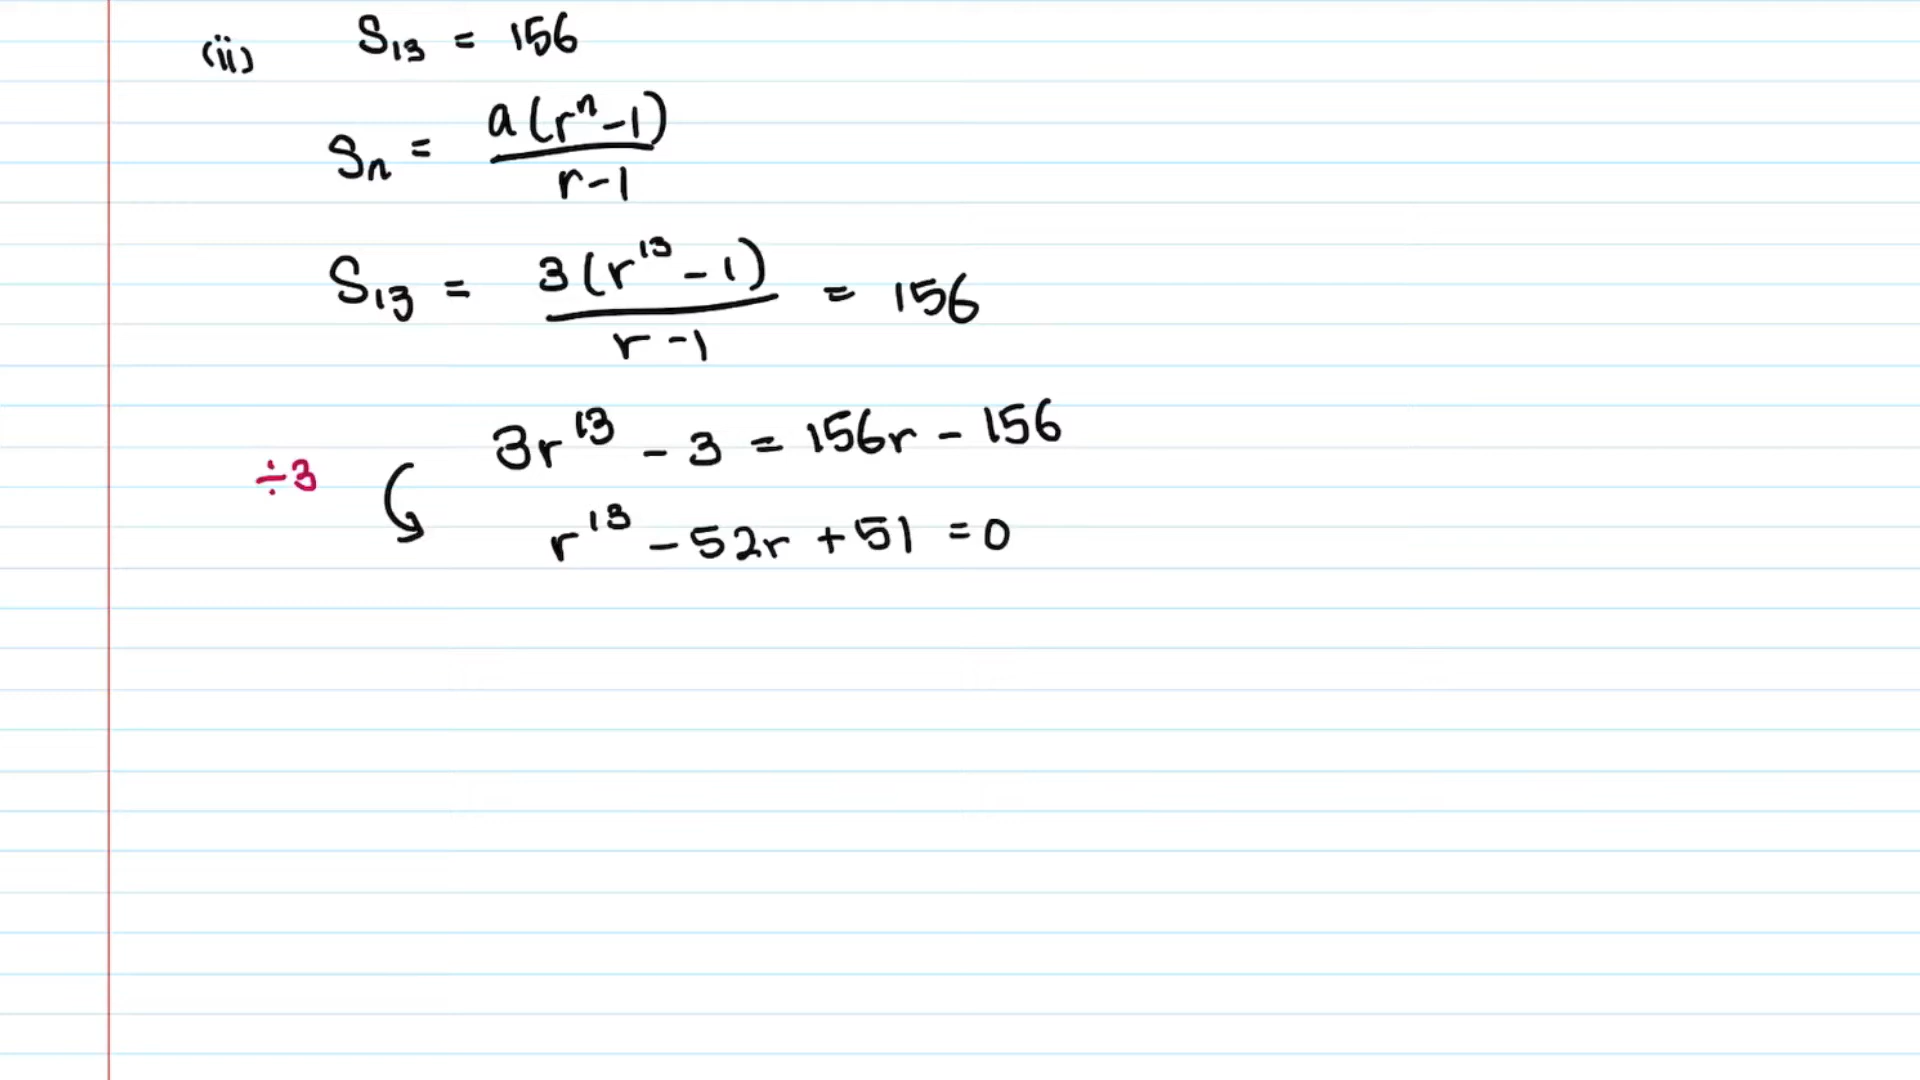 (ii) S₁₃ = 156
Sₙ = a(rⁿ-1) / r-1
S₁₃ = 3(r¹³-1) / r-1 = 156
3r¹³ - 3 = 156r - 156
÷3 r¹³ - 52r + 51 = 0